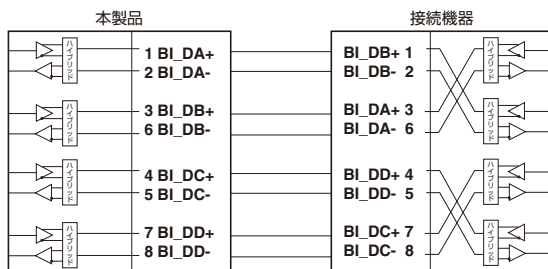 本製品 接続機器
ハイブリッド 1 BI_DA+ BI_DB+ 1 ハイブリッド
2 BI_DA- BI_DB- 2
ハイブリッド 3 BI_DB+ BI_DA+ 3 ハイブリッド
6 BI_DB- BI_DA- 6
ハイブリッド 4 BI_DC+ BI_DD+ 4 ハイブリッド
5 BI_DC- BI_DD- 5
ハイブリッド 7 BI_DD+ BI_DC+ 7 ハイブリッド
8 BI_DD- BI_DC- 8